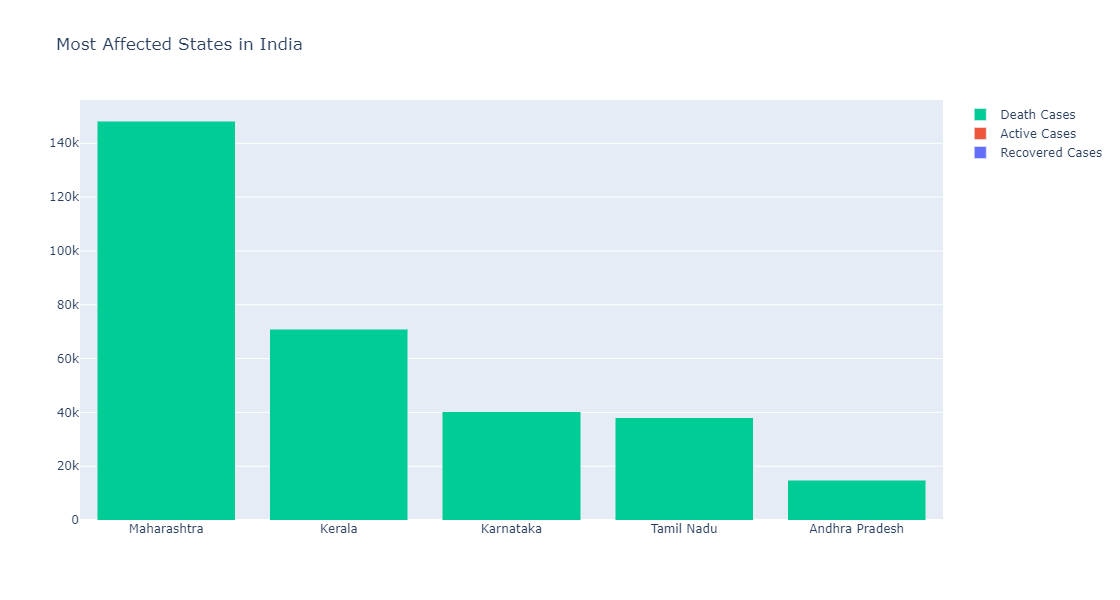 Most Affected States in India
Death Cases
Active Cases
Recovered Cases
140k
120k
100k
80k
60k
40k
20k
0
Maharashtra
Kerala
Karnataka
Tamil Nadu
Andhra Pradesh